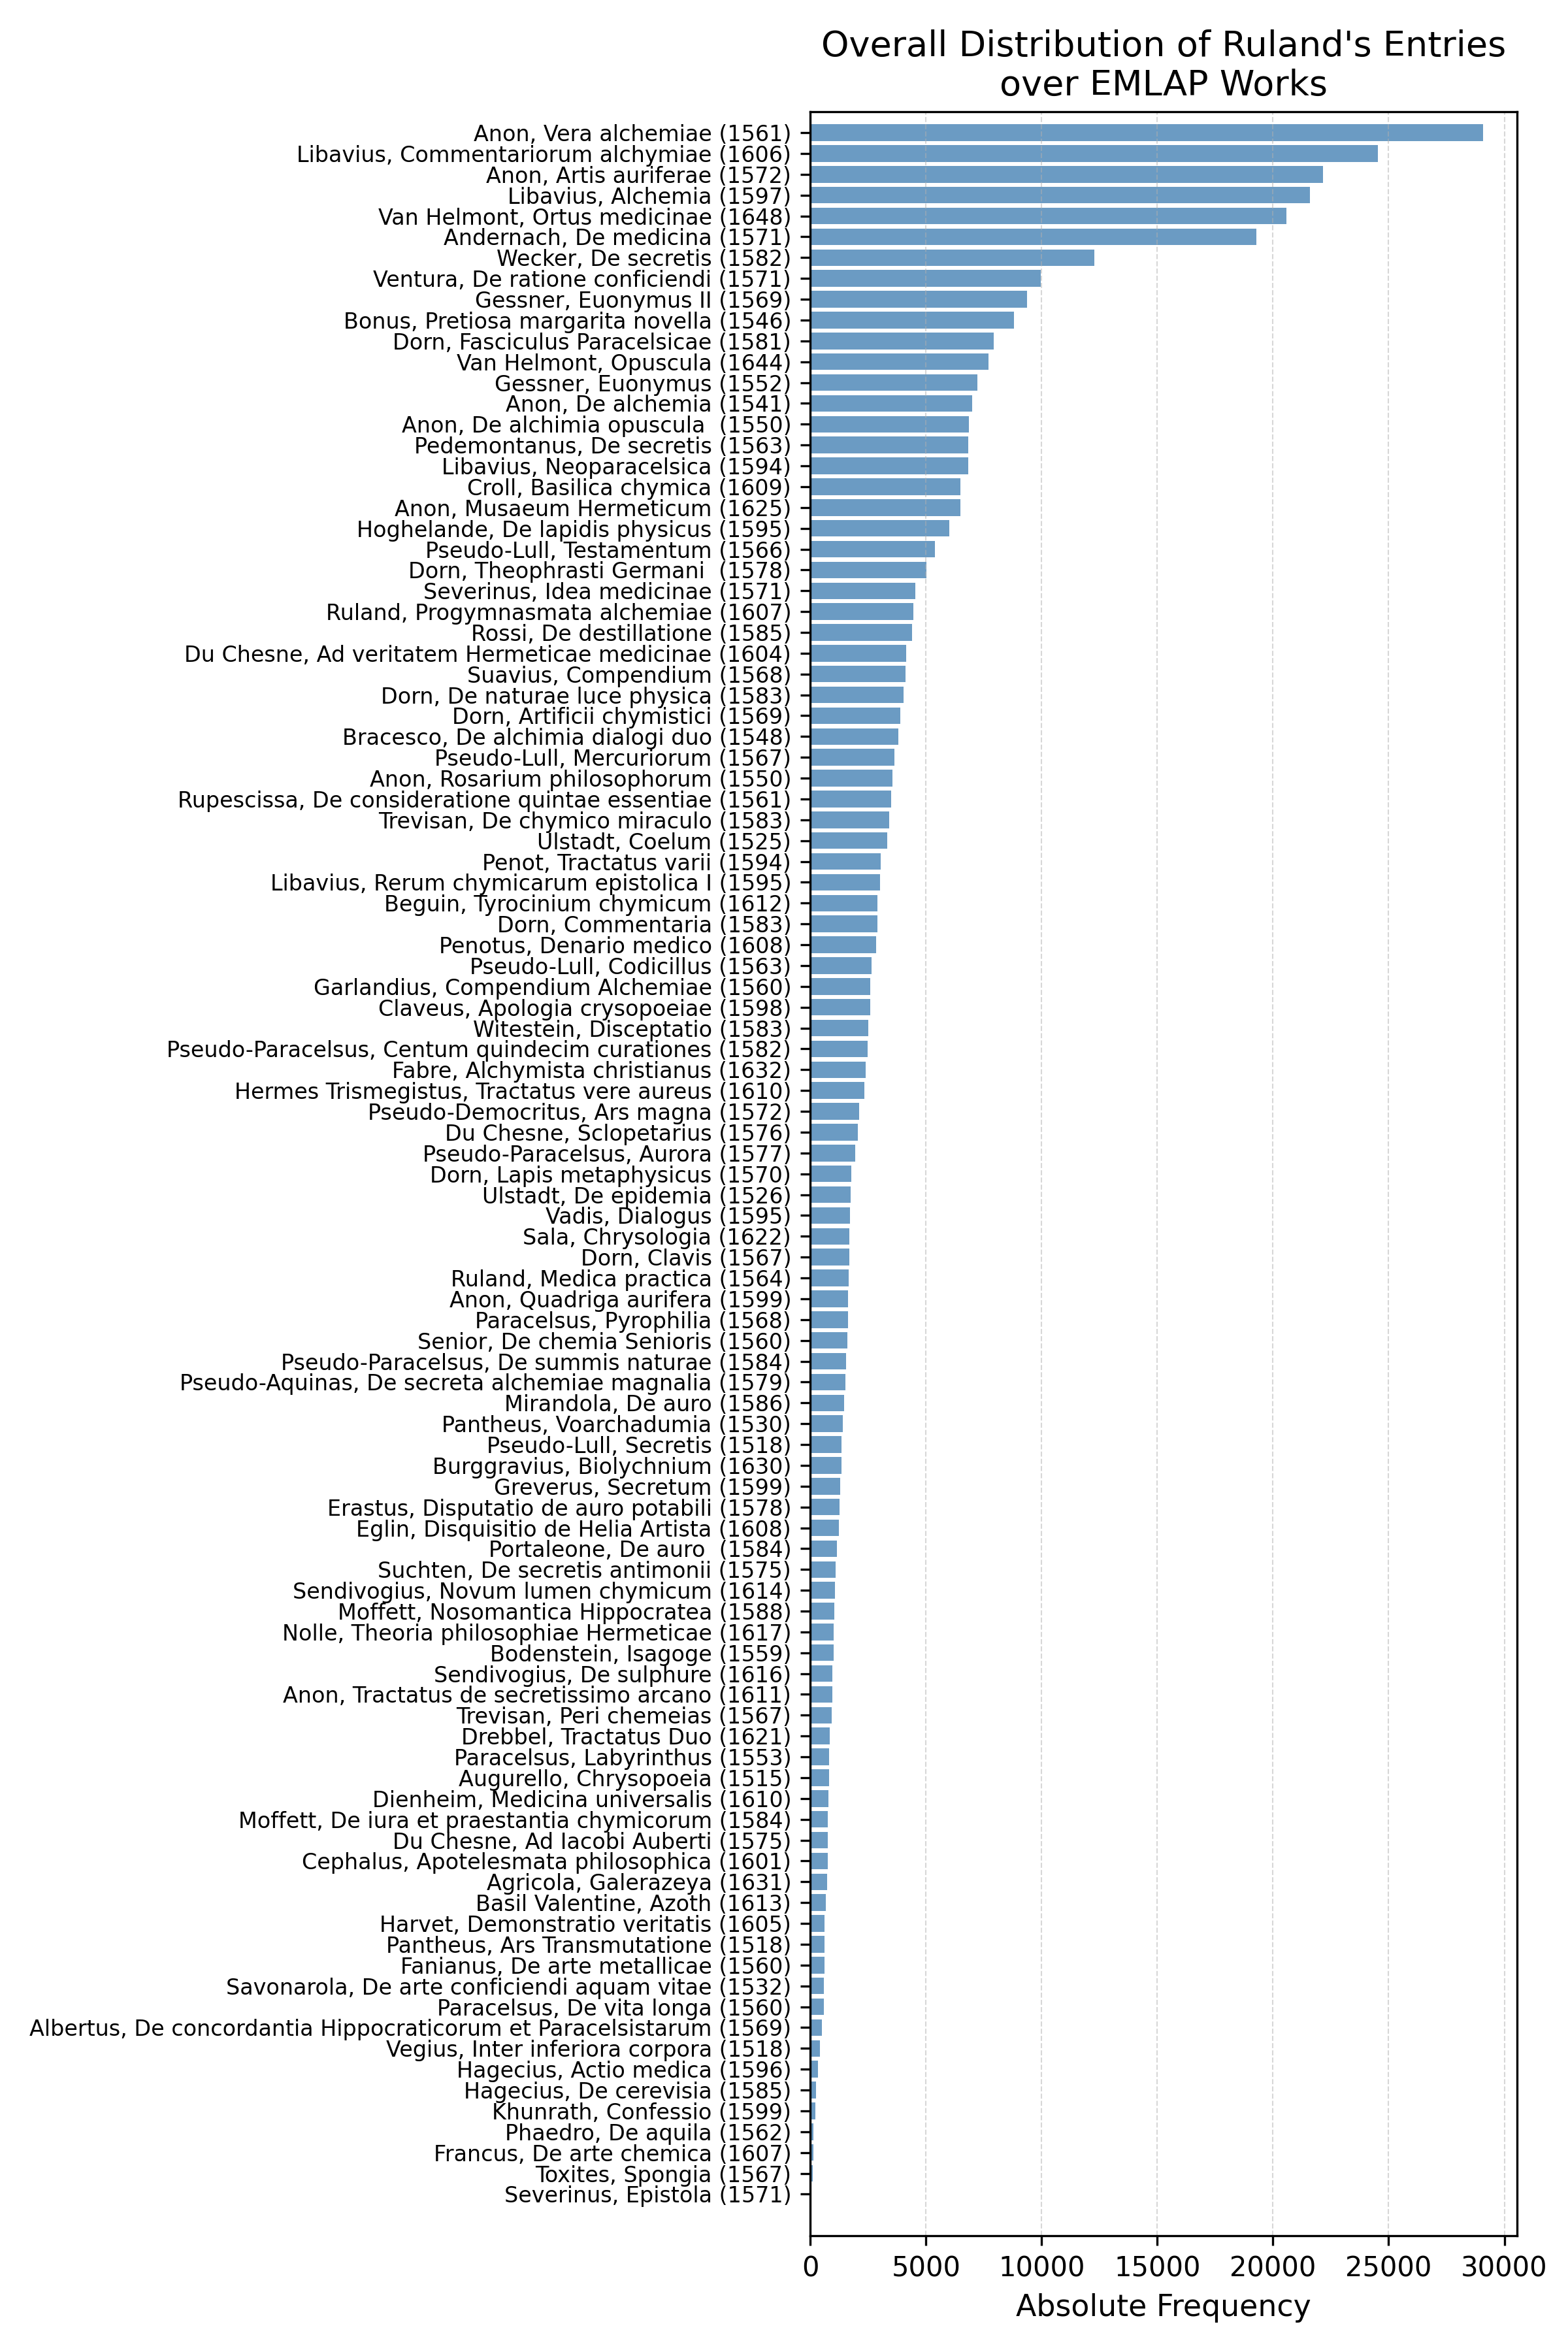 Overall Distribution of Ruland's Entries
over EMLAP Works
Anon, Vera alchemiae (1561)
Libavius, Commentariorum alchymiae (1606)
Anon, Artis auriferae (1572)
Libavius, Alchemia (1597)
Van Helmont, Ortus medicinae (1648)
Andernach, De medicina (1571)
Wecker, De secretis (1582)
Ventura, De ratione conficiendi (1571)
Gessner, Euonymus II (1569)
Bonus, Pretiosa margarita novella (1546)
Dorn, Fasciculus Paracelsicae (1581)
Van Helmont, Opuscula (1644)
Gessner, Euonymus (1552)
Anon, De alchemia (1541)
Anon, De alchimia opuscula  (1550)
Pedemontanus, De secretis (1563)
Libavius, Neoparacelsica (1594)
Croll, Basilica chymica (1609)
Anon, Musaeum Hermeticum (1625)
Hoghelande, De lapidis physicus (1595)
Pseudo-Lull, Testamentum (1566)
Dorn, Theophrasti Germani  (1578)
Severinus, Idea medicinae (1571)
Ruland, Progymnasmata alchemiae (1607)
Rossi, De destillatione (1585)
Du Chesne, Ad veritatem Hermeticae medicinae (1604)
Suavius, Compendium (1568)
Dorn, De naturae luce physica (1583)
Dorn, Artificii chymistici (1569)
Bracesco, De alchimia dialogi duo (1548)
Pseudo-Lull, Mercuriorum (1567)
Anon, Rosarium philosophorum (1550)
Rupescissa, De consideratione quintae essentiae (1561)
Trevisan, De chymico miraculo (1583)
Ulstadt, Coelum (1525)
Penot, Tractatus varii (1594)
Libavius, Rerum chymicarum epistolica I (1595)
Beguin, Tyrocinium chymicum (1612)
Dorn, Commentaria (1583)
Penotus, Denario medico (1608)
Pseudo-Lull, Codicillus (1563)
Garlandius, Compendium Alchemiae (1560)
Claveus, Apologia crysopoeiae (1598)
Witestein, Disceptatio (1583)
Pseudo-Paracelsus, Centum quindecim curationes (1582)
Fabre, Alchymista christianus (1632)
Hermes Trismegistus, Tractatus vere aureus (1610)
Pseudo-Democritus, Ars magna (1572)
Du Chesne, Sclopetarius (1576)
Pseudo-Paracelsus, Aurora (1577)
Dorn, Lapis metaphysicus (1570)
Ulstadt, De epidemia (1526)
Vadis, Dialogus (1595)
Sala, Chrysologia (1622)
Dorn, Clavis (1567)
Ruland, Medica practica (1564)
Anon, Quadriga aurifera (1599)
Paracelsus, Pyrophilia (1568)
Senior, De chemia Senioris (1560)
Pseudo-Paracelsus, De summis naturae (1584)
Pseudo-Aquinas, De secreta alchemiae magnalia (1579)
Mirandola, De auro (1586)
Pantheus, Voarchadumia (1530)
Pseudo-Lull, Secretis (1518)
Burggravius, Biolychnium (1630)
Greverus, Secretum (1599)
Erastus, Disputatio de auro potabili (1578)
Eglin, Disquisitio de Helia Artista (1608)
Portaleone, De auro  (1584)
Suchten, De secretis antimonii (1575)
Sendivogius, Novum lumen chymicum (1614)
Moffett, Nosomantica Hippocratea (1588)
Nolle, Theoria philosophiae Hermeticae (1617)
Bodenstein, Isagoge (1559)
Sendivogius, De sulphure (1616)
Anon, Tractatus de secretissimo arcano (1611)
Trevisan, Peri chemeias (1567)
Drebbel, Tractatus Duo (1621)
Paracelsus, Labyrinthus (1553)
Augurello, Chrysopoeia (1515)
Dienheim, Medicina universalis (1610)
Moffett, De iura et praestantia chymicorum (1584)
Du Chesne, Ad Iacobi Auberti (1575)
Cephalus, Apotelesmata philosophica (1601)
Agricola, Galerazeya (1631)
Basil Valentine, Azoth (1613)
Harvet, Demonstratio veritatis (1605)
Pantheus, Ars Transmutatione (1518)
Fanianus, De arte metallicae (1560)
Savonarola, De arte conficiendi aquam vitae (1532)
Paracelsus, De vita longa (1560)
Albertus, De concordantia Hippocraticorum et Paracelsistarum (1569)
Vegius, Inter inferiora corpora (1518)
Hagecius, Actio medica (1596)
Hagecius, De cerevisia (1585)
Khunrath, Confessio (1599)
Phaedro, De aquila (1562)
Francus, De arte chemica (1607)
Toxites, Spongia (1567)
Severinus, Epistola (1571)
0 5000 10000 15000 20000 25000 30000
Absolute Frequency